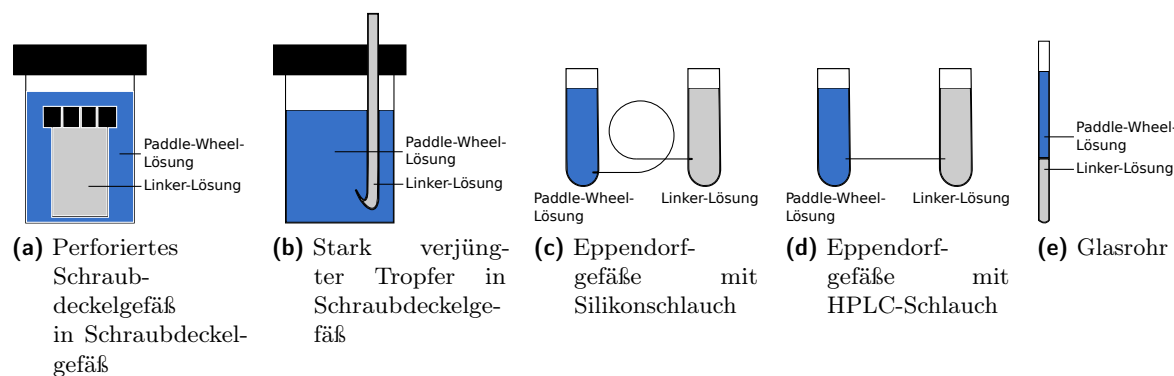 Paddle-Wheel-
Lösung
Linker-Lösung
(a) Perforiertes
Schraub-
deckelgefäß
in Schraubdeckel-
gefäß
Paddle-Wheel-
Lösung
Linker-Lösung
(b) Stark verjüng-
ter Tropfer in
Schraubdeckelge-
fäß
Paddle-Wheel-
Lösung
Linker-Lösung
(c) Eppendorf-
gefäße mit
Silikonschlauch
Paddle-Wheel-
Lösung
Linker-Lösung
(d) Eppendorf-
gefäße mit
HPLC-Schlauch
Paddle-Wheel-
Lösung
Linker-Lösung
(e) Glasrohr